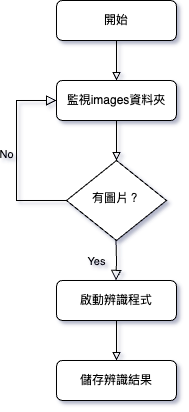 開始
監視images資料夾
No
有圖片？
Yes
啟動辨識程式
儲存辨識結果